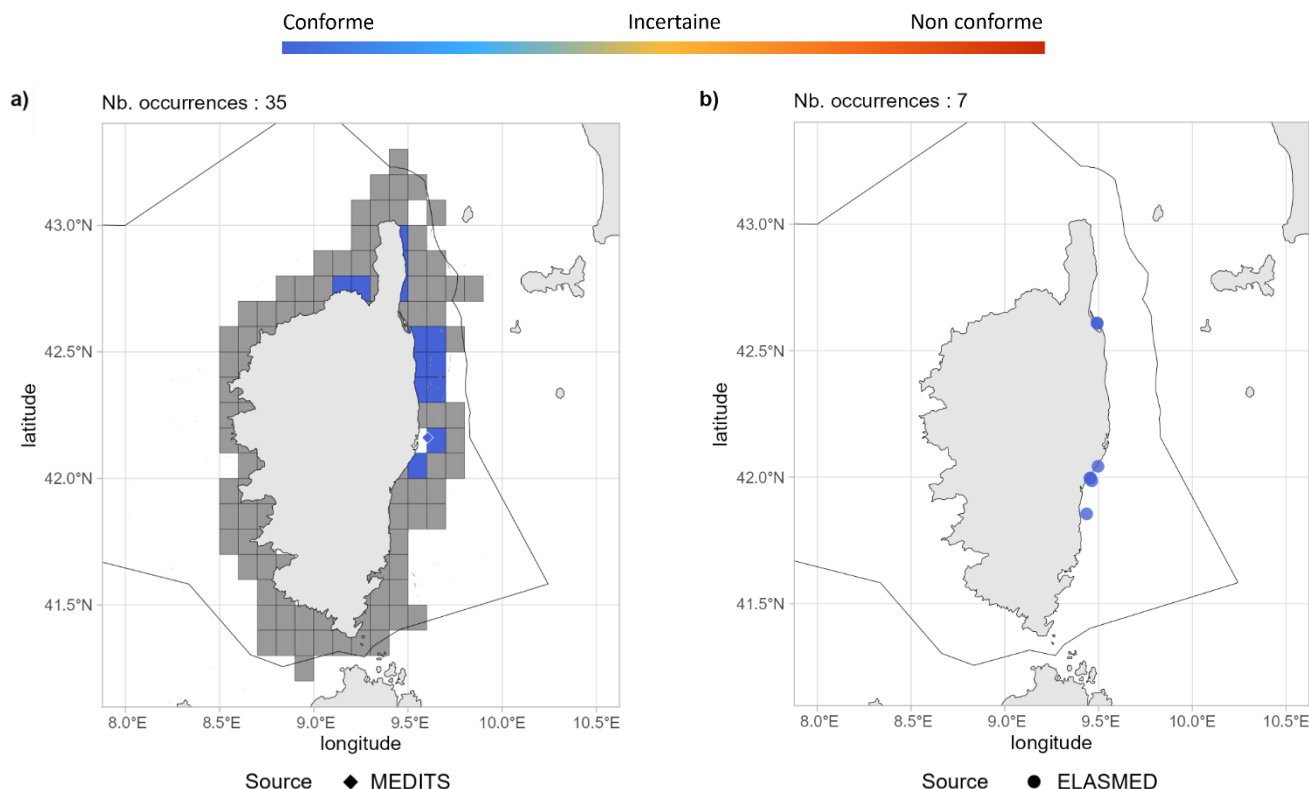 Conforme Incertaine Non conforme
a) Nb. occurrences : 35
43.0°N
42.5°N
42.0°N
41.5°N
latitude
8.0°E 8.5°E 9.0°E 9.5°E 10.0°E 10.5°E
longitude
Source MEDITS
b) Nb. occurrences : 7
43.0°N
42.5°N
42.0°N
41.5°N
latitude
8.0°E 8.5°E 9.0°E 9.5°E 10.0°E 10.5°E
longitude
Source ELASMED